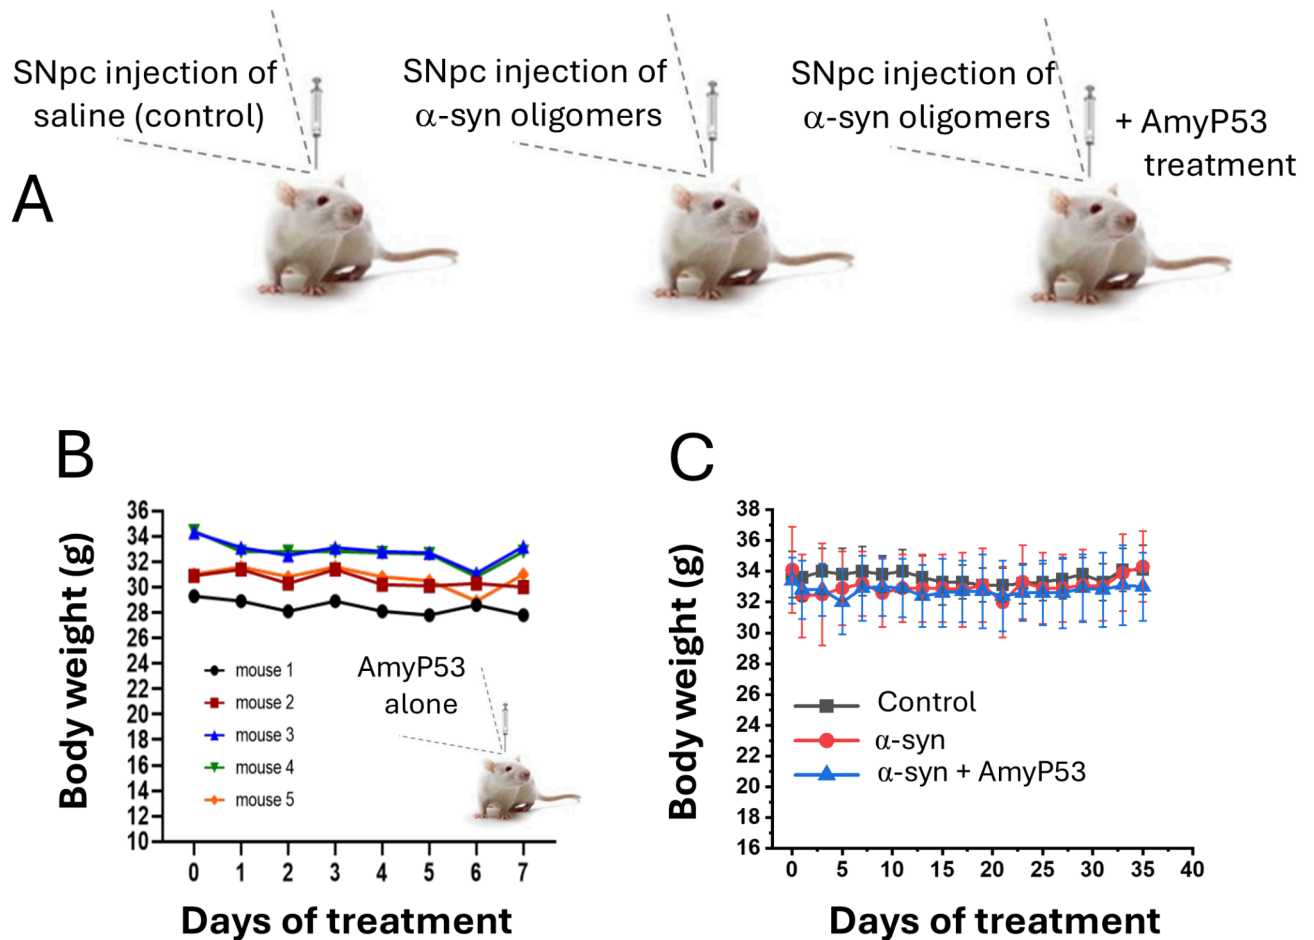 SNpc injection of
saline (control)
SNpc injection of
α-syn oligomers
SNpc injection of
α-syn oligomers
+ AmyP53
treatment
A
B
Body weight (g)
36
34
32
30
28
26
24
22
20
18
16
14
12
10
mouse 1
mouse 2
mouse 3
mouse 4
mouse 5
AmyP53
alone
0 1 2 3 4 5 6 7
Days of treatment
C
Body weight (g)
38
36
34
32
30
28
26
24
22
20
18
16
Control
α-syn
α-syn + AmyP53
0 5 10 15 20 25 30 35 40
Days of treatment